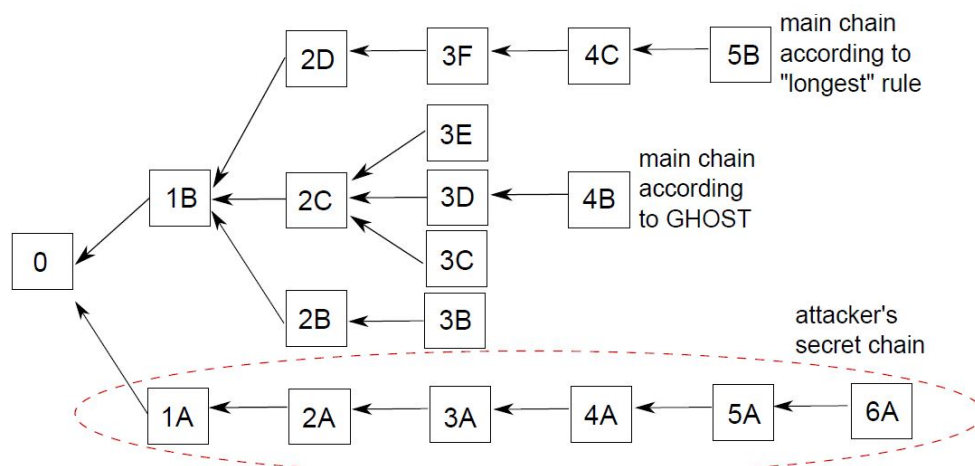 2D
3F
4C
5B
main chain
according to
"longest" rule
3E
1B
2C
3D
4B
main chain
according
to GHOST
0
3C
2B
3B
attacker's
secret chain
1A
2A
3A
4A
5A
6A